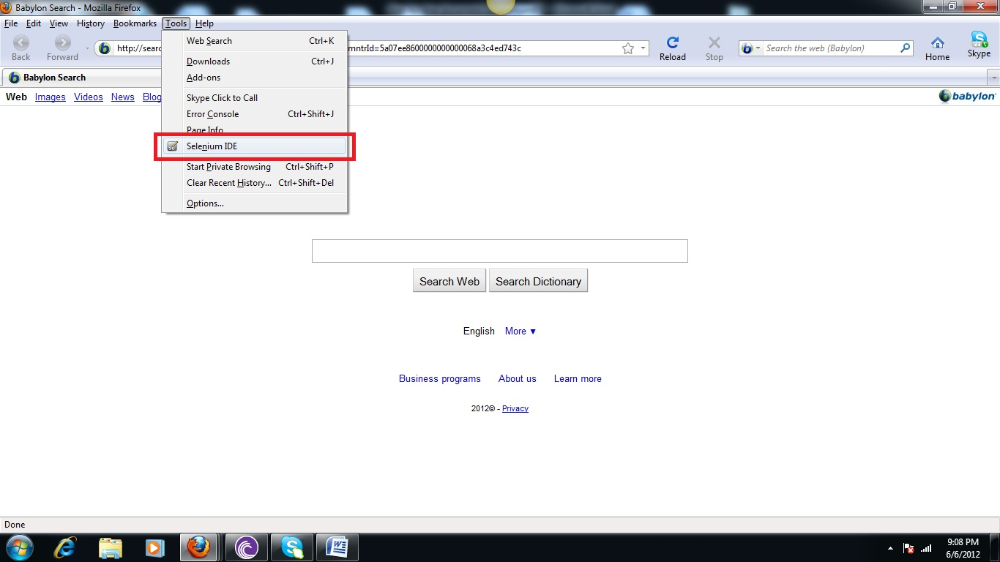 Babylon Search - Mozilla Firefox
File Edit View History Bookmarks Tools Help
Web Search Ctrl+K
Back Forward http://searc mntrId=5a07ee860000000000068a3c4ed743c Reload Stop Search the web (Babylon) Home Skype
Downloads Ctrl+J
Babylon Search
Add-ons
Web Images Videos News Blog babylon
Skype Click to Call
Error Console Ctrl+Shift+J
Page Info
Selenium IDE
Start Private Browsing Ctrl+Shift+P
Clear Recent History... Ctrl+Shift+Del
Options...
Search Web Search Dictionary
English More ▼
Business programs About us Learn more
2012© - Privacy
Done
9:08 PM
6/6/2012